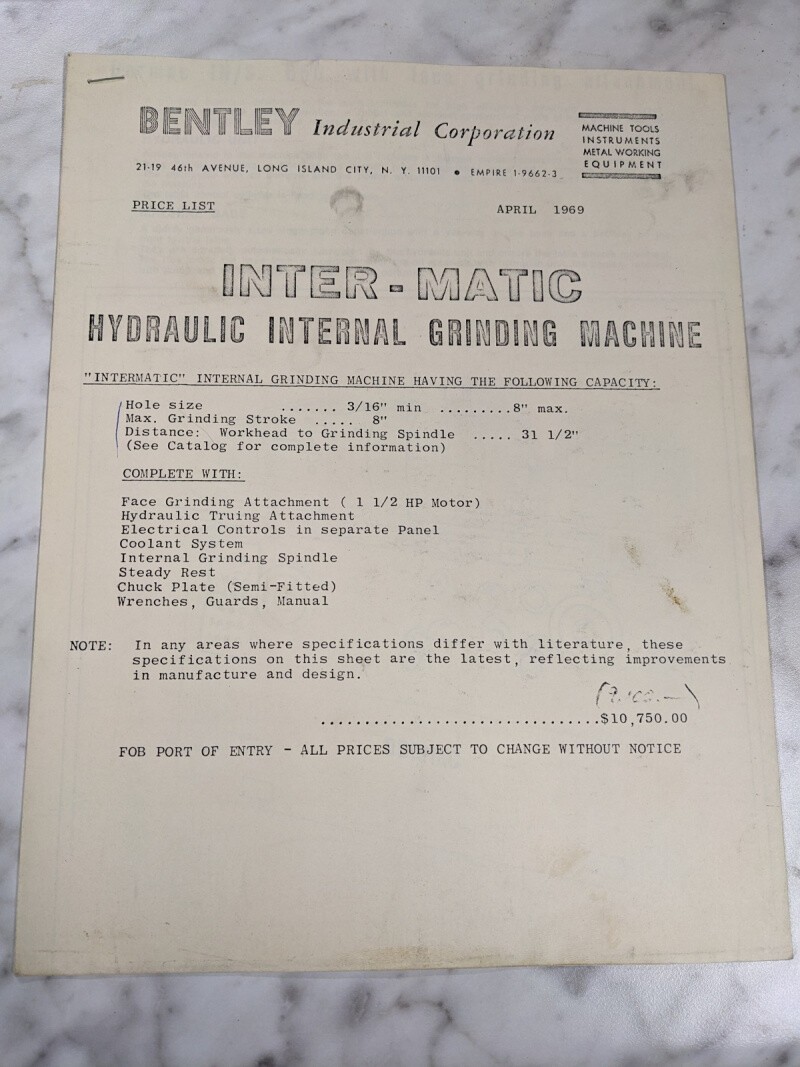 BENTLEY Industrial Corporation
MACHINE TOOLS
INSTRUMENTS
METAL WORKING
EQUIPMENT
21-19 46th AVENUE, LONG ISLAND CITY, N. Y. 11101 • EMPIRE 1-9662-3
PRICE LIST APRIL 1969
INTER-MATIC
HYDRAULIC INTERNAL GRINDING MACHINE
"INTERMATIC" INTERNAL GRINDING MACHINE HAVING THE FOLLOWING CAPACITY:
Hole size ....... 3/16" min .........8" max.
Max. Grinding Stroke ..... 8"
Distance: Workhead to Grinding Spindle ..... 31 1/2"
(See Catalog for complete information)
COMPLETE WITH:
Face Grinding Attachment ( 1 1/2 HP Motor)
Hydraulic Truing Attachment
Electrical Controls in separate Panel
Coolant System
Internal Grinding Spindle
Steady Rest
Chuck Plate (Semi-Fitted)
Wrenches, Guards, Manual
NOTE: In any areas where specifications differ with literature, these
specifications on this sheet are the latest, reflecting improvements
in manufacture and design.
...............................$10,750.00
FOB PORT OF ENTRY - ALL PRICES SUBJECT TO CHANGE WITHOUT NOTICE